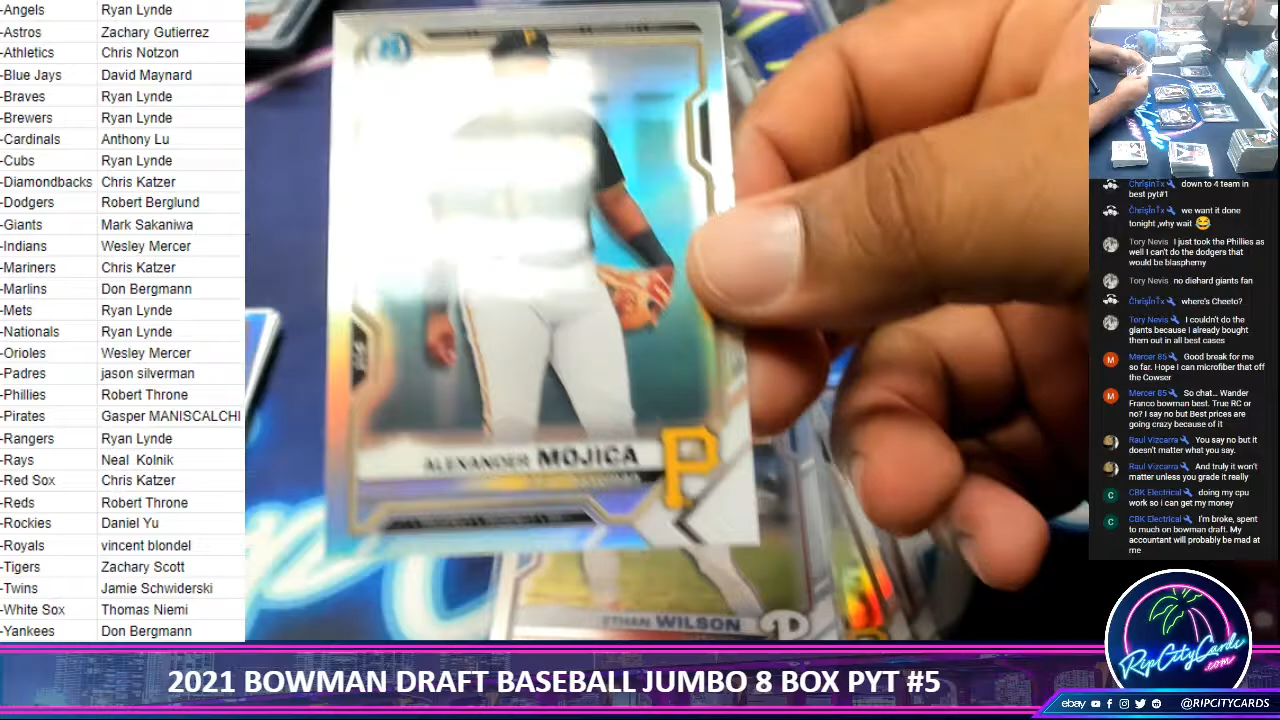 -Angels Ryan Lynde
-Astros Zachary Gutierrez
-Athletics Chris Notzon
-Blue Jays David Maynard
-Braves Ryan Lynde
-Brewers Ryan Lynde
-Cardinals Anthony Lu
-Cubs Ryan Lynde
-Diamondbacks Chris Katzer
-Dodgers Robert Berglund
-Giants Mark Sakaniwa
-Indians Wesley Mercer
-Mariners Chris Katzer
-Marlins Don Bergmann
-Mets Ryan Lynde
-Nationals Ryan Lynde
-Orioles Wesley Mercer
-Padres jason silverman
-Phillies Robert Throne
-Pirates Gasper MANISCALCHI
-Rangers Ryan Lynde
-Rays Neal Kolnik
-Red Sox Chris Katzer
-Reds Robert Throne
-Rockies Daniel Yu
-Royals vincent blondel
-Tigers Zachary Scott
-Twins Jamie Schwiderski
-White Sox Thomas Niemi
-Yankees Don Bergmann
P
ALEXANDER MOJICA
P
ETHAN WILSON
P
down to 4 team in
best pyt#1
we want it done
tonight ,why wait 😂
Tory Nevis I just took the Phillies as
well I can't do the dodgers that
would be blasphemy
Tory Nevis no diehard giants fan
where's Cheeto?
Tory Nevis I couldn't do the
giants because I already bought
them out in all best cases
M Mercer 85 Good break for me
so far. Hope I can microfiber that off
the Cowser
M Mercer 85 So chat... Wander
Franco bowman best. True RC or
no? I say no but Best prices are
going crazy because of it
Raul Vizcarra You say no but it
doesn't matter what you say.
Raul Vizcarra And truly it won't
matter unless you grade it really
C CBK Electrical doing my cpu
work so i can get my money
C CBK Electrical I'm broke, spent
to much on bowman draft. My
accountant will probably be mad at
me
RipCityCards
.com
2021 BOWMAN DRAFT BASEBALL JUMBO 8 BOX PYT #5
ebay @RIPCITYCARDS